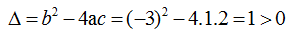 Δ = b² − 4ac = (−3)² − 4.1.2 = 1 > 0